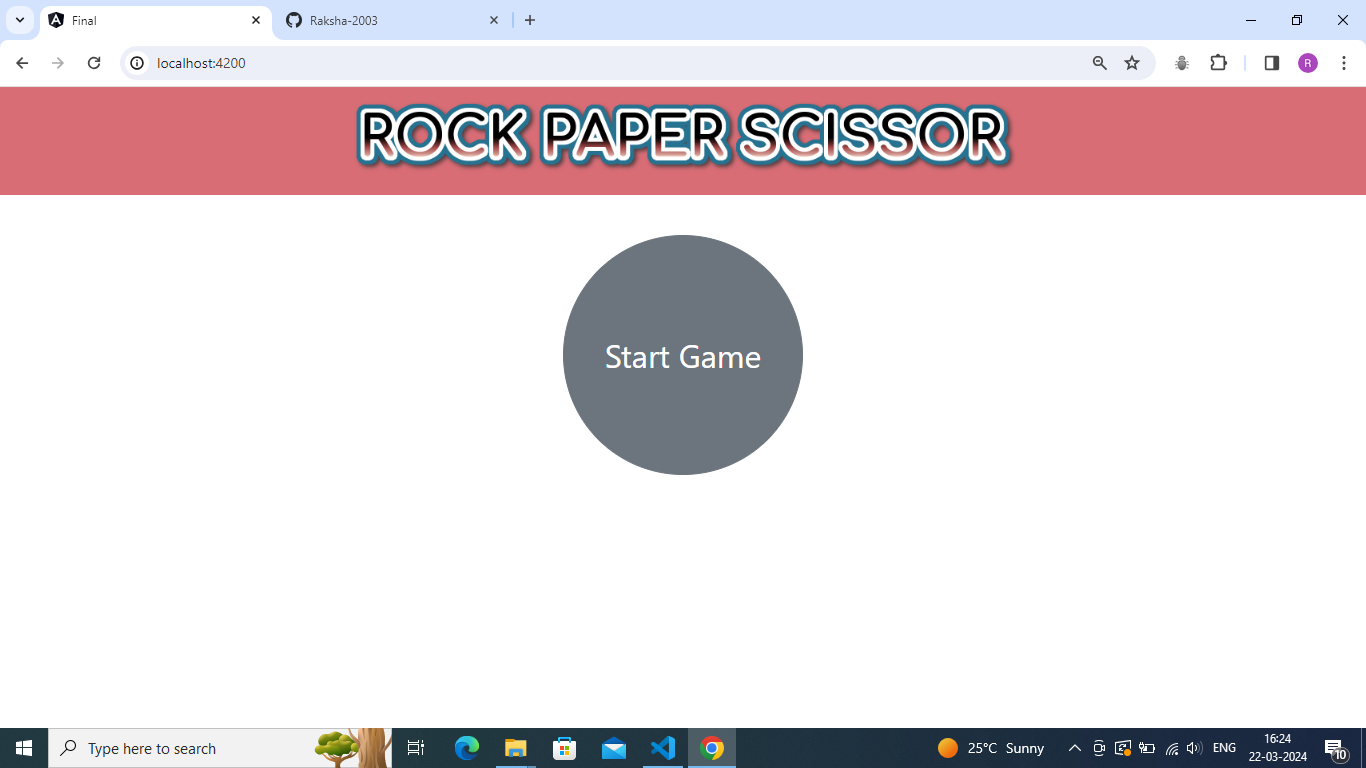 Final
Raksha-2003
localhost:4200
R
ROCK PAPER SCISSOR
Start Game
Type here to search
25°C Sunny
ENG
16:24
22-03-2024
10